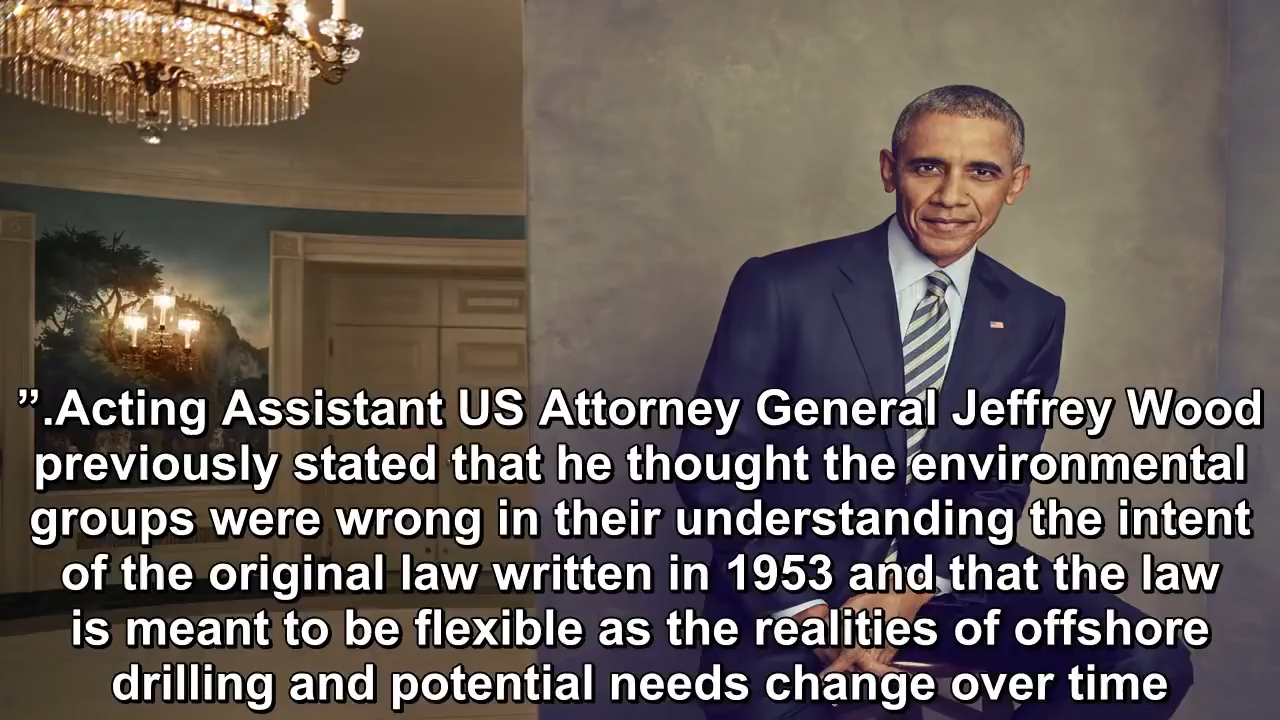 ”.Acting Assistant US Attorney General Jeffrey Wood
previously stated that he thought the environmental
groups were wrong in their understanding the intent
of the original law written in 1953 and that the law
is meant to be flexible as the realities of offshore
drilling and potential needs change over time